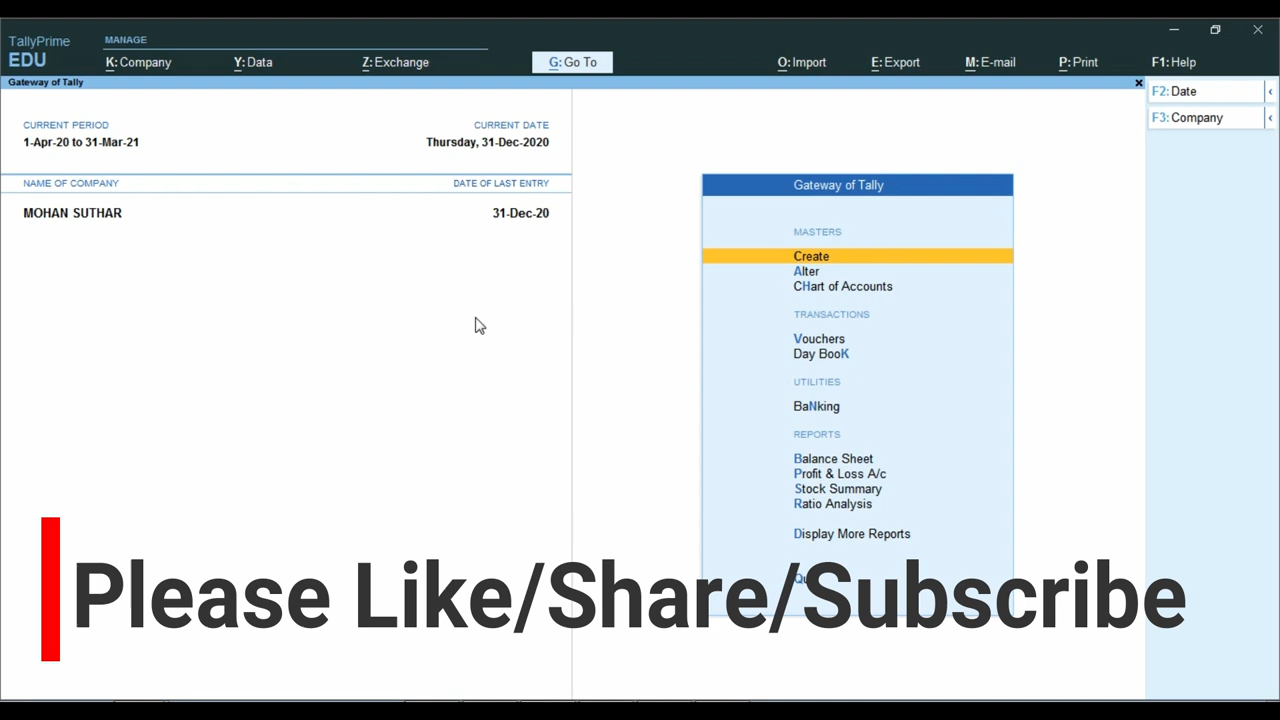 TallyPrime
EDU
MANAGE
K: Company
Y: Data
Z: Exchange
G: Go To
O: Import
E: Export
M: E-mail
P: Print
F1: Help
Gateway of Tally
F2: Date
F3: Company
CURRENT PERIOD
CURRENT DATE
1-Apr-20 to 31-Mar-21
Thursday, 31-Dec-2020
NAME OF COMPANY
DATE OF LAST ENTRY
MOHAN SUTHAR
31-Dec-20
Gateway of Tally
MASTERS
Create
Alter
CHart of Accounts
TRANSACTIONS
Vouchers
Day BooK
UTILITIES
BaNking
REPORTS
Balance Sheet
Profit & Loss A/c
Stock Summary
Ratio Analysis
Display More Reports
Please Like/Share/Subscribe